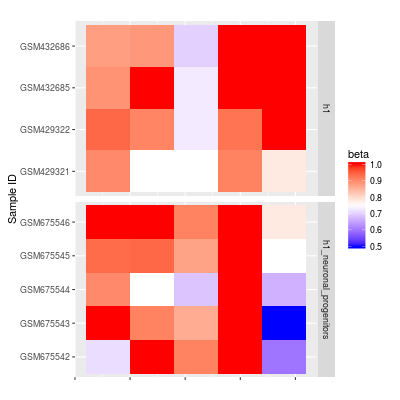 GSM432686
GSM432685
GSM429322
GSM429321
h1
GSM675546
GSM675545
GSM675544
GSM675543
GSM675542
h1_neuronal_progenitors
Sample ID
beta
1.0
0.9
0.8
0.7
0.6
0.5